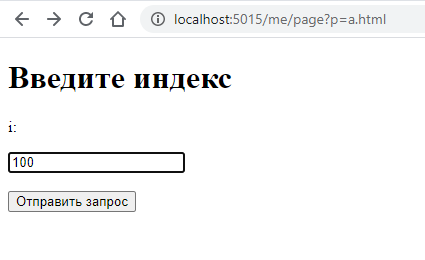 localhost:5015/me/page?p=a.html
Введите индекс
i:
100
Отправить запрос